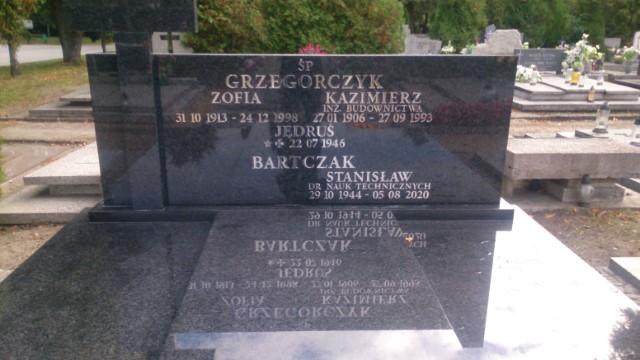 ŚP
GRZEGORCZYK
ZOFIA KAZIMIERZ
INŻ. BUDOWNICTWA
31 10 1913 - 24 12 1998 27 01 1906 - 27 09 1993
JĘDRUŚ
* ✝ 22 07 1946
BARTCZAK
STANISŁAW
DR NAUK TECHNICZNYCH
29 10 1944 - 05 08 2020